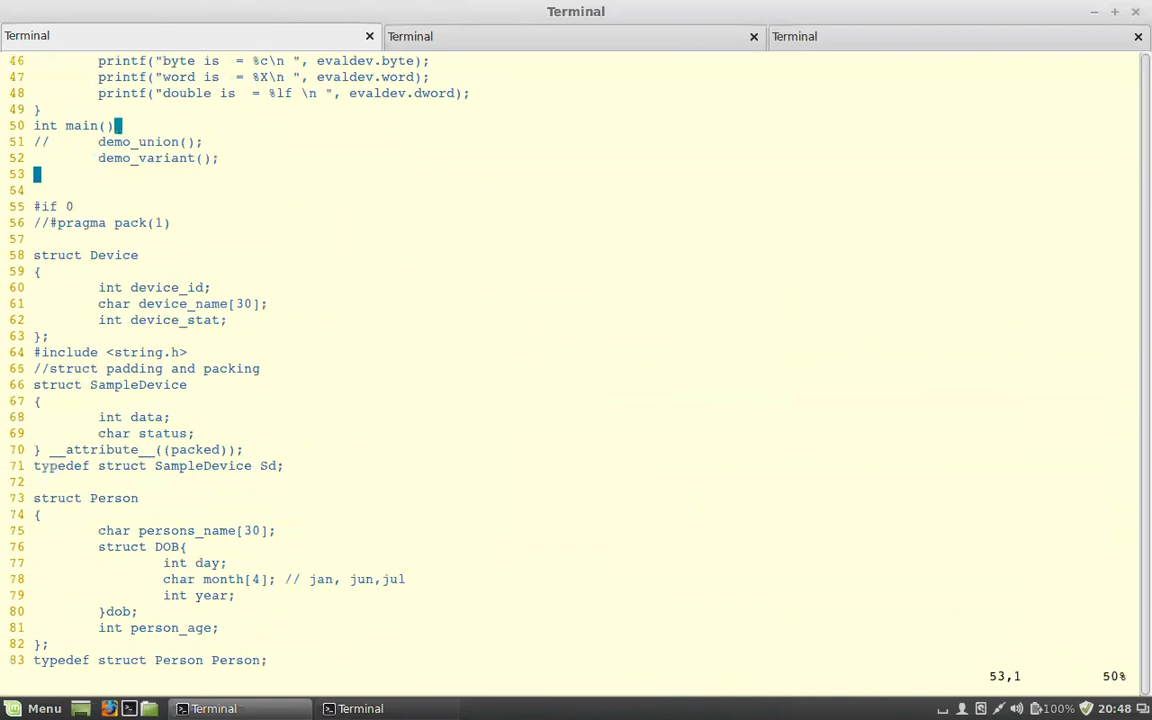 Terminal
Terminal
Terminal
Terminal
46 printf("byte is  = %c\n ", evaldev.byte);
47 printf("word is  = %X\n ", evaldev.word);
48 printf("double is  = %lf \n ", evaldev.dword);
49 }
50 int main()
51 // demo_union();
52 demo_variant();
53
54
55 #if 0
56 //#pragma pack(1)
57
58 struct Device
59 {
60 int device_id;
61 char device_name[30];
62 int device_stat;
63 };
64 #include <string.h>
65 //struct padding and packing
66 struct SampleDevice
67 {
68 int data;
69 char status;
70 } __attribute__((packed));
71 typedef struct SampleDevice Sd;
72
73 struct Person
74 {
75 char persons_name[30];
76 struct DOB{
77 int day;
78 char month[4]; // jan, jun,jul
79 int year;
80 }dob;
81 int person_age;
82 };
83 typedef struct Person Person;
53,1 50%
Menu Terminal Terminal 100% 20:48